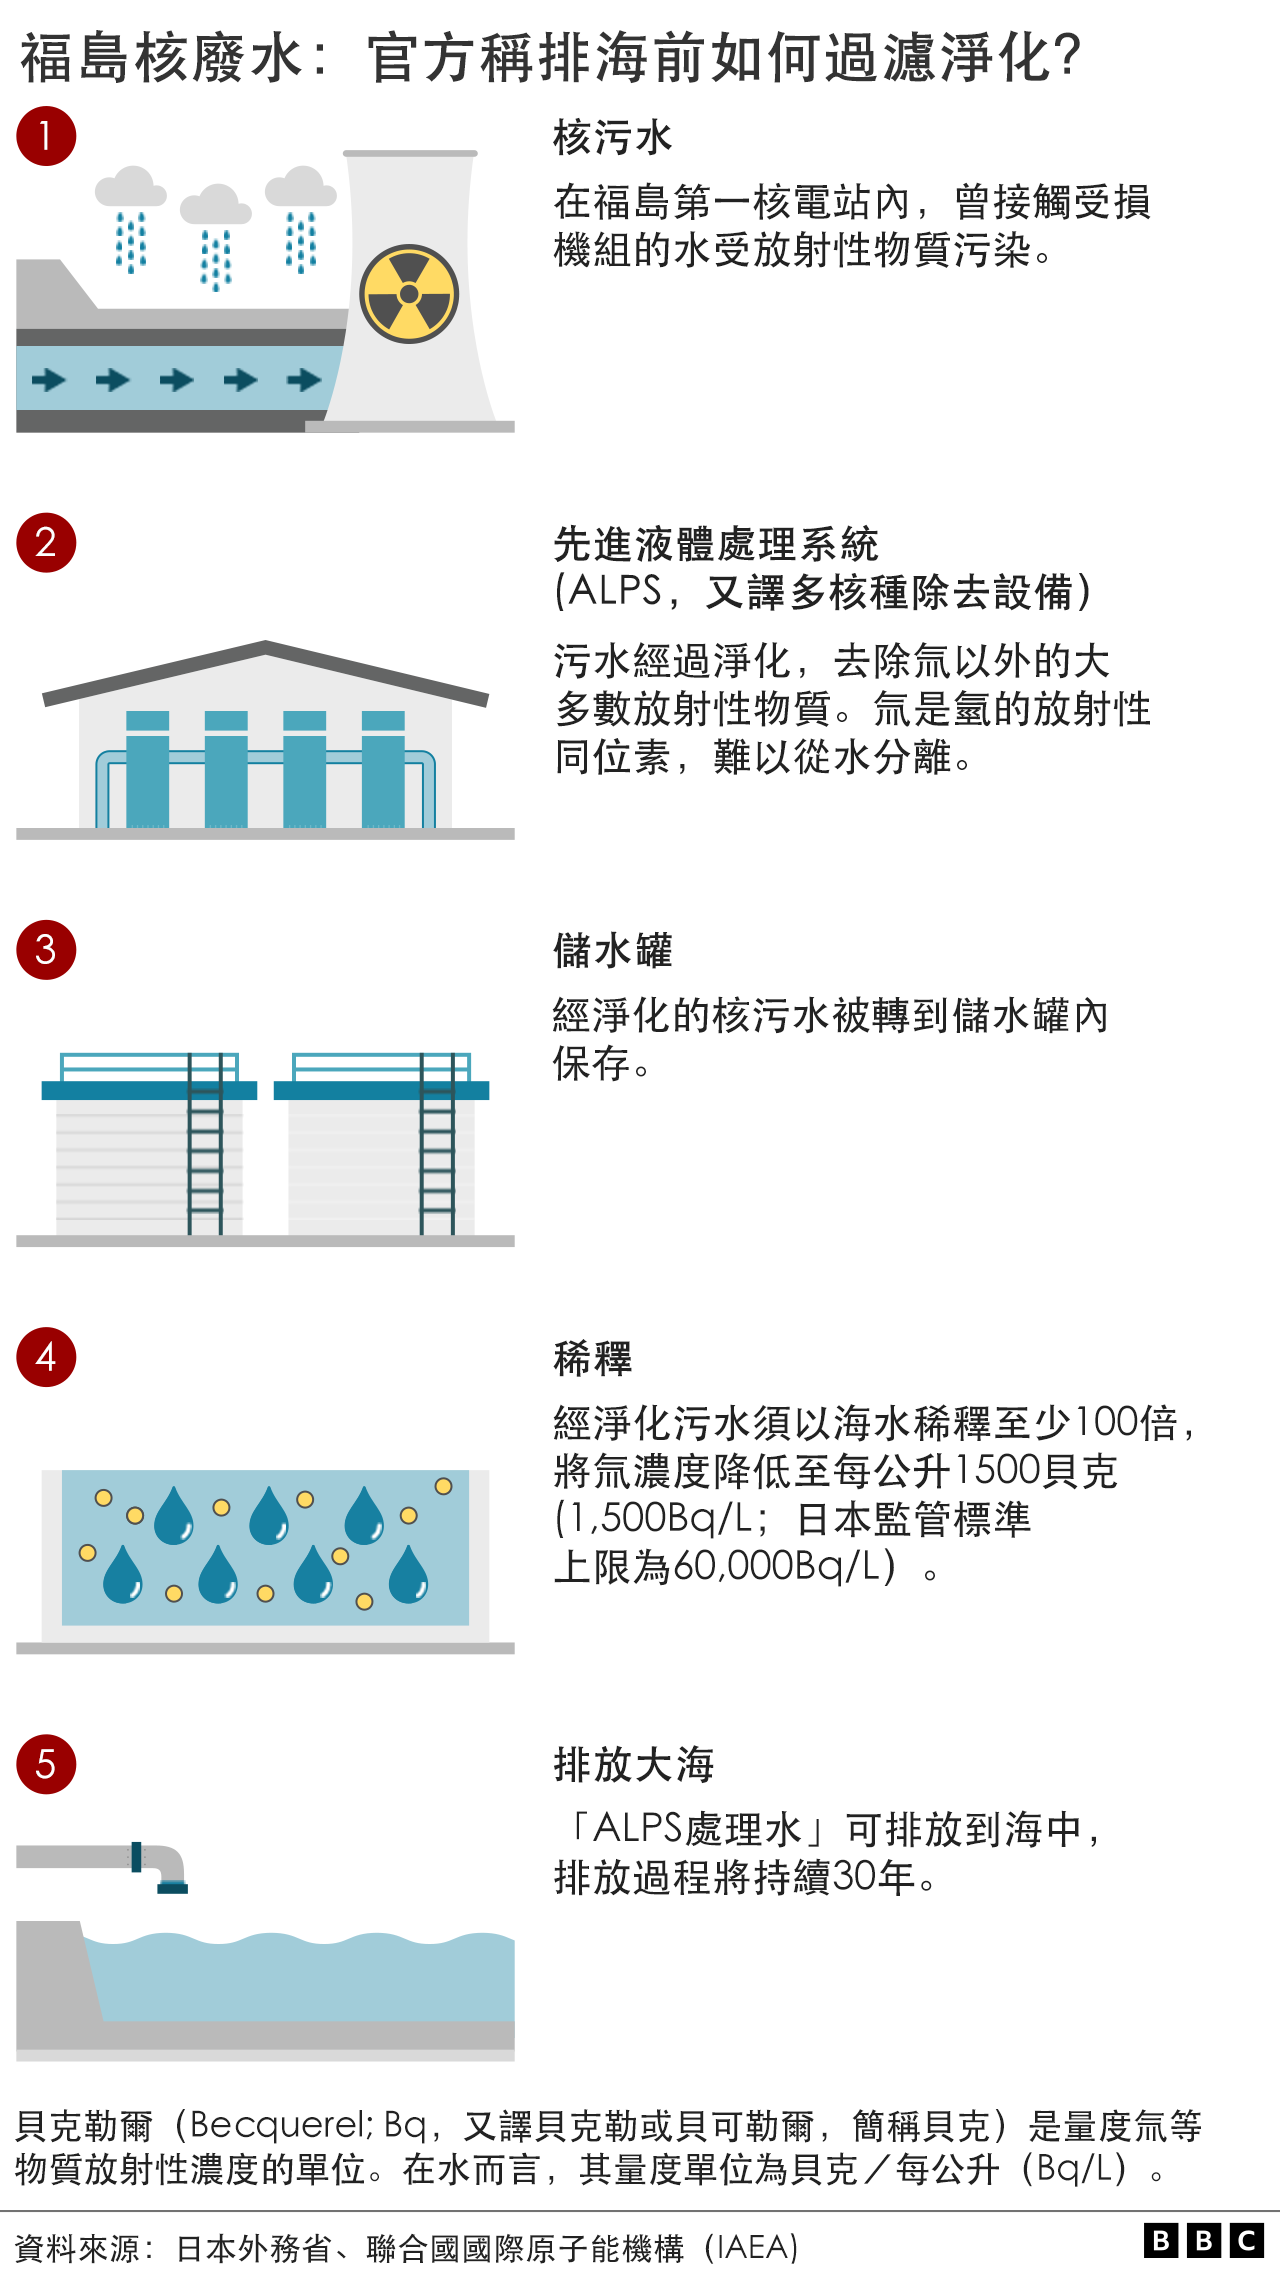 福島核廢水：官方稱排海前如何過濾淨化？
1
核污水
在福島第一核電站內，曾接觸受損
機組的水受放射性物質污染。
2
先進液體處理系統
(ALPS，又譯多核種除去設備)
污水經過淨化，去除氚以外的大
多數放射性物質。氚是氫的放射性
同位素，難以從水分離。
3
儲水罐
經淨化的核污水被轉到儲水罐內
保存。
4
稀釋
經淨化污水須以海水稀釋至少100倍，
將氚濃度降低至每公升1500貝克
(1,500Bq/L；日本監管標準
上限為60,000Bq/L）。
5
排放大海
「ALPS處理水」可排放到海中，
排放過程將持續30年。
貝克勒爾（Becquerel; Bq，又譯貝克勒或貝可勒爾，簡稱貝克）是量度氚等
物質放射性濃度的單位。在水而言，其量度單位為貝克／每公升（Bq/L）。
資料來源：日本外務省、聯合國國際原子能機構（IAEA)
BBC